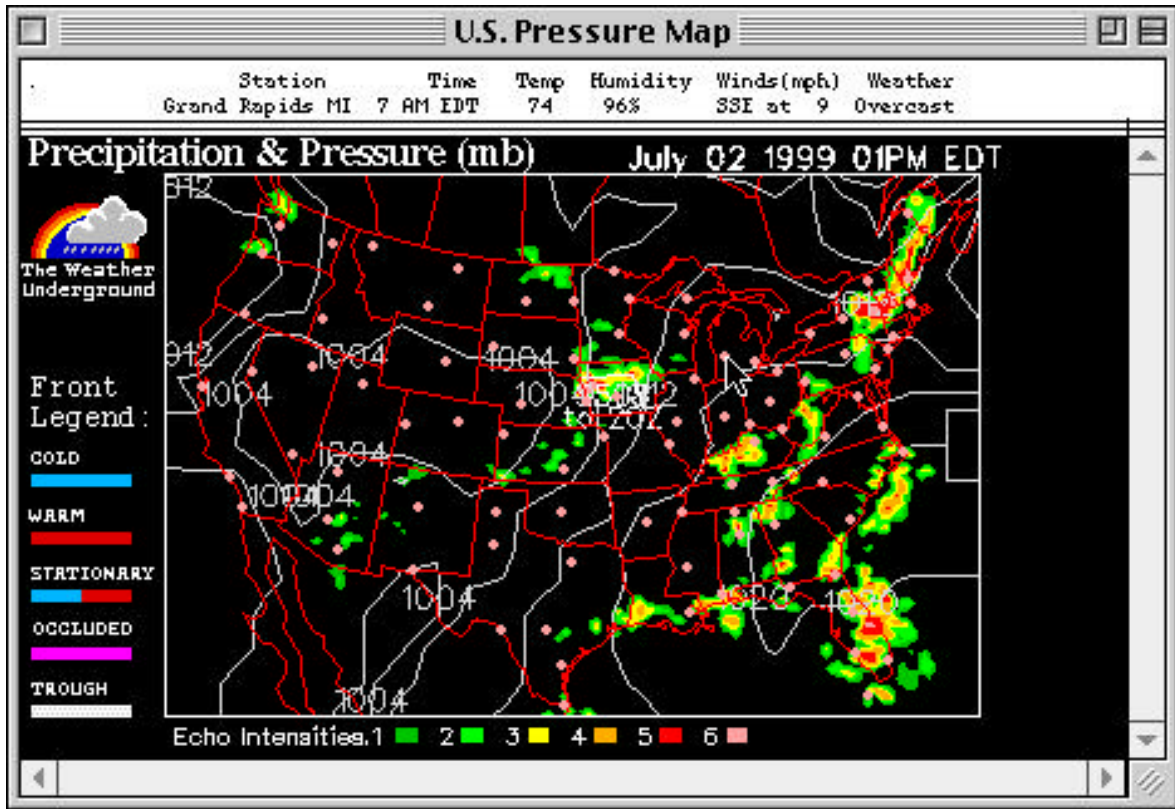 U.S. Pressure Map
Station Time Temp Humidity Winds(mph) Weather
Grand Rapids MI 7 AM EDT 74 96% SSE at 9 Overcast
Precipitation & Pressure (mb) July 02 1999 01PM EDT
The Weather
Underground
Front
Legend:
COLD
WARM
STATIONARY
OCCLUDED
TROUGH
1004
1004
1004
1004
1004
1004
1004
Echo Intensities.1 2 3 4 5 6